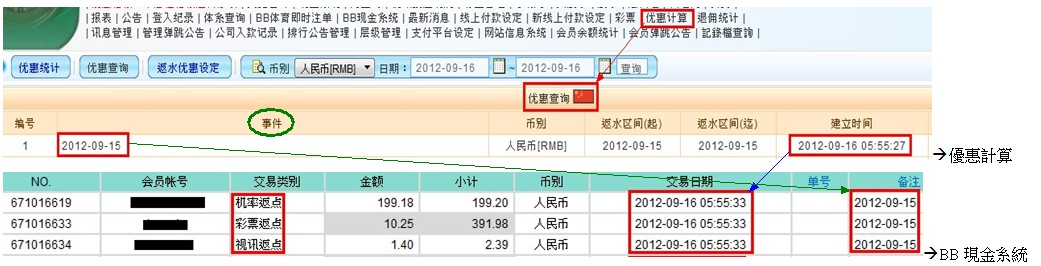 |报表 | 公告 | 登入纪录 | 体系查询 | BB体育即时注单 | BB现金系统 | 最新消息 | 线上付款设定 | 新线上付款设定 | 彩票 | 优惠计算 | 退佣统计 |
| 讯息管理 | 管理弹跳公告 | 公司入款记录 | 排行公告管理 | 层级管理 | 支付平台设定 | 网站信息系统 | 会员余额统计 | 会员弹跳公告 | 記錄檔查詢 |
优惠统计 优惠查询 返水优惠设定 币别 人民币[RMB] 日期: 2012-09-16 ~ 2012-09-16 查询
优惠查询
编号 事件 币别 返水区间(起) 返水区间(迄) 建立时间
1 2012-09-15 人民币[RMB] 2012-09-15 2012-09-15 2012-09-16 05:55:27
→優惠計算
NO. 会员帐号 交易类别 金额 小计 币别 交易日期 单号 备注
671016619 机率返点 199.18 199.20 人民币 2012-09-16 05:55:33 2012-09-15
671016633 彩票返点 10.25 391.98 人民币 2012-09-16 05:55:33 2012-09-15
671016634 视讯返点 1.40 2.39 人民币 2012-09-16 05:55:33 2012-09-15
→BB 現金系統